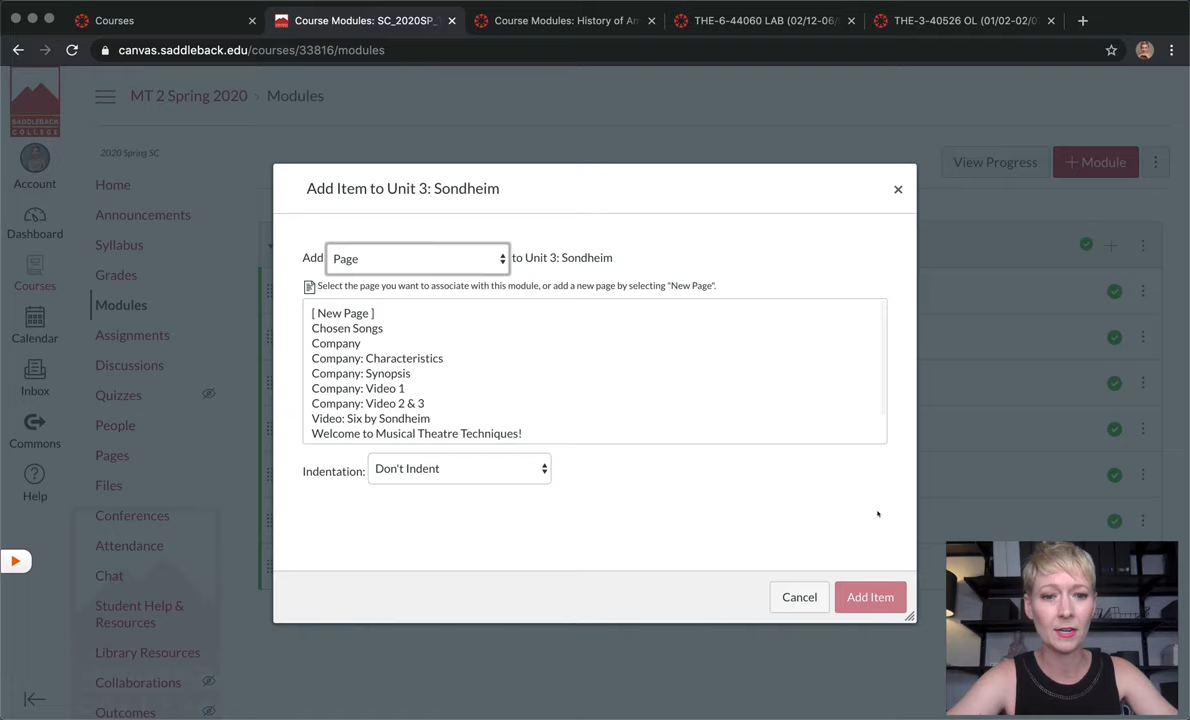 Courses
Course Modules: SC_2020SP_
Course Modules: History of Am
THE-6-44060 LAB (02/12-06/
THE-3-40526 OL (01/02-02/0
canvas.saddleback.edu/courses/33816/modules
SADDLEBACK
COLLEGE
MT 2 Spring 2020 > Modules
2020 Spring SC
View Progress
+ Module
Account
Dashboard
Courses
Calendar
Inbox
Commons
Help
Home
Announcements
Syllabus
Grades
Modules
Assignments
Discussions
Quizzes
People
Pages
Files
Conferences
Attendance
Chat
Student Help &
Resources
Library Resources
Collaborations
Outcomes
Add Item to Unit 3: Sondheim
Add Page to Unit 3: Sondheim
Select the page you want to associate with this module, or add a new page by selecting "New Page".
[ New Page ]
Chosen Songs
Company
Company: Characteristics
Company: Synopsis
Company: Video 1
Company: Video 2 & 3
Video: Six by Sondheim
Welcome to Musical Theatre Techniques!
Indentation: Don't Indent
Cancel
Add Item